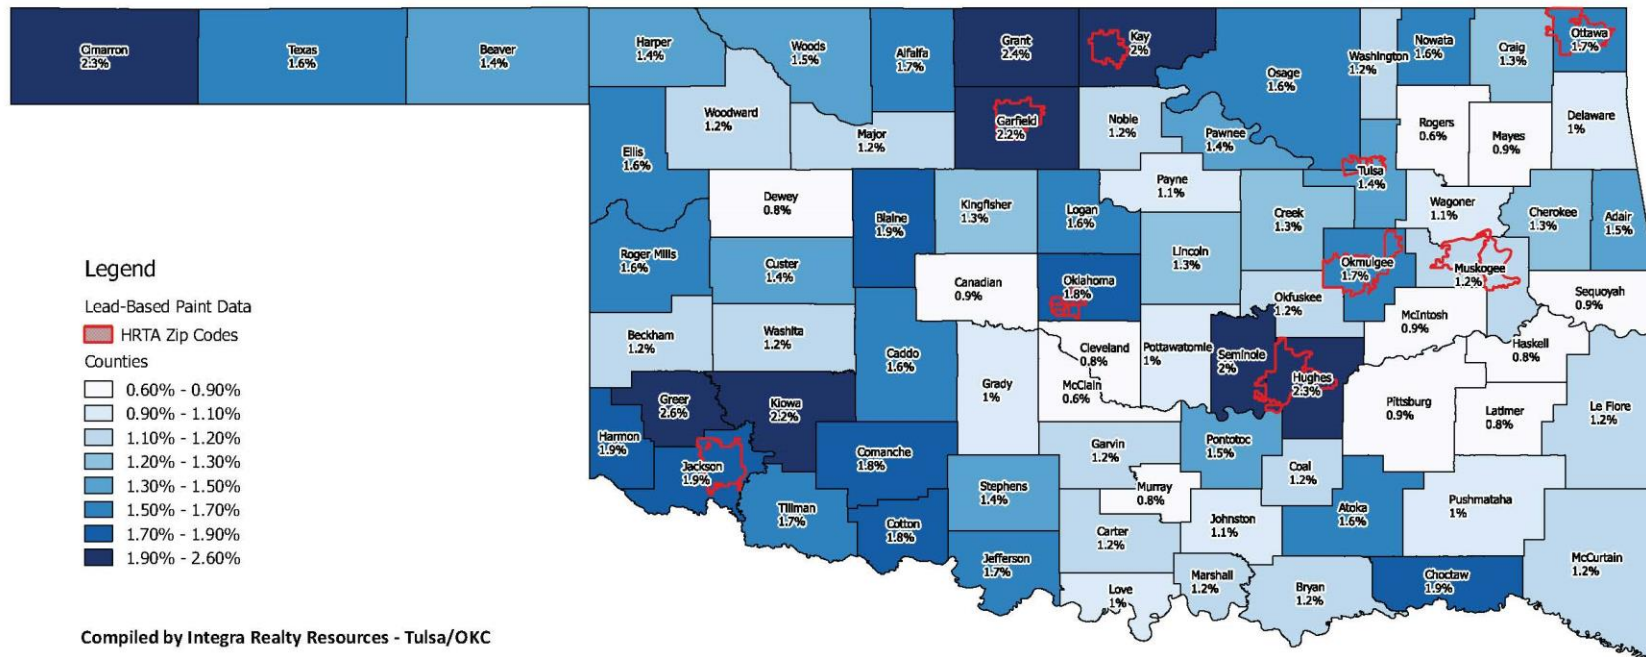 Cimarron
2.3%
Texas
1.6%
Beaver
1.4%
Harper
1.4%
Woods
1.5%
Alfalfa
1.7%
Grant
2.4%
Kay
2%
Osage
1.6%
Washington
1.2%
Nowata
1.6%
Craig
1.3%
Ottawa
1.7%
Woodward
1.2%
Major
1.2%
Garfield
2.2%
Noble
1.2%
Pawnee
1.4%
Rogers
0.6%
Mayes
0.9%
Delaware
1%
Ellis
1.6%
Dewey
0.8%
Blaine
1.9%
Kingfisher
1.3%
Logan
1.6%
Payne
1.1%
Creek
1.3%
Tulsa
1.4%
Wagoner
1.1%
Cherokee
1.3%
Adair
1.5%
Roger Mills
1.6%
Custer
1.4%
Canadian
0.9%
Oklahoma
1.8%
Lincoln
1.3%
Okmulgee
1.7%
Muskogee
1.2%
Sequoyah
0.9%
Okfuskee
1.2%
McIntosh
0.9%
Haskell
0.8%
Beckham
1.2%
Washita
1.2%
Caddo
1.6%
Grady
1%
Cleveland
0.8%
McClain
0.6%
Pottawatomie
1%
Seminole
2%
Hughes
2.3%
Pittsburg
0.9%
Latimer
0.8%
Le Flore
1.2%
Greer
2.6%
Kiowa
2.2%
Harmon
1.9%
Jackson
1.9%
Comanche
1.8%
Tillman
1.7%
Cotton
1.8%
Stephens
1.4%
Jefferson
1.7%
Garvin
1.2%
Murray
0.8%
Pontotoc
1.5%
Coal
1.2%
Carter
1.2%
Johnston
1.1%
Atoka
1.6%
Pushmataha
1%
Love
1%
Marshall
1.2%
Bryan
1.2%
Choctaw
1.9%
McCurtain
1.2%
Legend
Lead-Based Paint Data
HRTA Zip Codes
Counties
0.60% - 0.90%
0.90% - 1.10%
1.10% - 1.20%
1.20% - 1.30%
1.30% - 1.50%
1.50% - 1.70%
1.70% - 1.90%
1.90% - 2.60%
Compiled by Integra Realty Resources - Tulsa/OKC